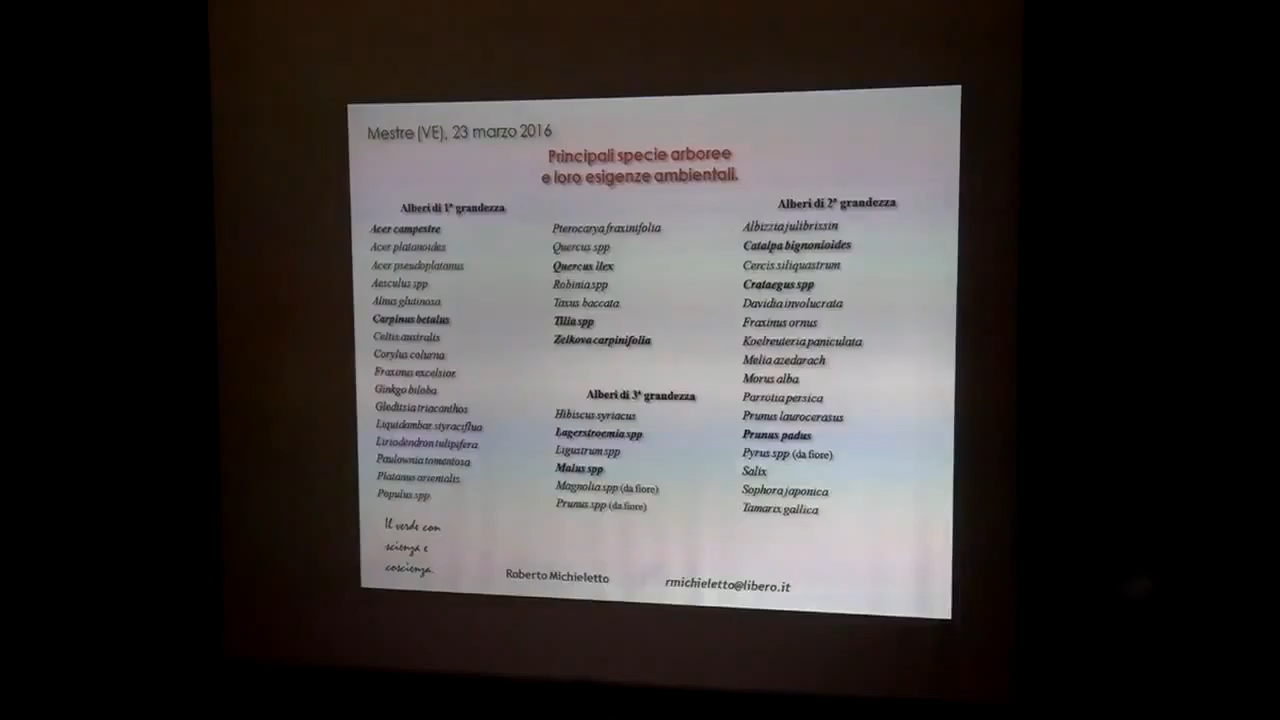 Mestre (VE), 23 marzo 2016
Principali specie arboree
e loro esigenze ambientali.
Alberi di 1ª grandezza
Acer campestre
Acer platanoides
Acer pseudoplatanus
Aesculus spp
Alnus glutinosa
Carpinus betulus
Celtis australis
Corylus colurna
Fraxinus excelsior
Ginkgo biloba
Gleditsia triacanthos
Liquidambar styraciflua
Liriodendron tulipifera
Paulownia tomentosa
Platanus orientalis
Populus spp
Pterocarya fraxinifolia
Quercus spp
Quercus ilex
Robinia spp
Taxus baccata
Tilia spp
Zelkova carpinifolia
Alberi di 3ª grandezza
Hibiscus syriacus
Lagerstroemia spp
Ligustrum spp
Malus spp
Magnolia spp (da fiore)
Prunus spp (da fiore)
Alberi di 2ª grandezza
Albizzia julibrissin
Catalpa bignonioides
Cercis siliquastrum
Crataegus spp
Davidia involucrata
Fraxinus ornus
Koelreuteria paniculata
Melia azedarach
Morus alba
Parrotia persica
Prunus laurocerasus
Prunus padus
Pyrus spp (da fiore)
Salix
Sophora japonica
Tamarix gallica
Il verde con
scienza e
coscienza.
Roberto Michieletto
rmichieletto@libero.it